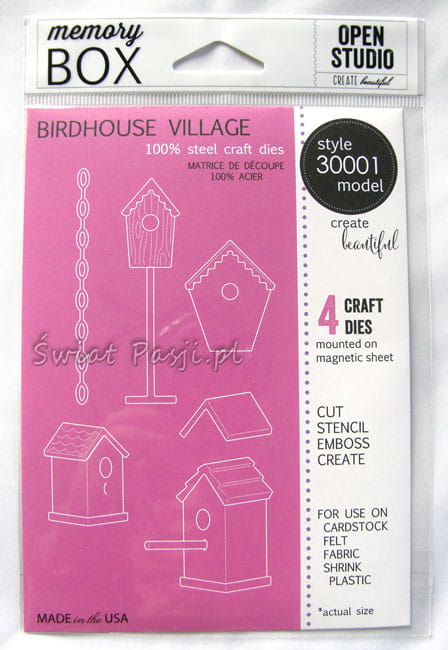 memory
BOX
OPEN
STUDIO
CREATE beautiful
BIRDHOUSE VILLAGE
100% steel craft dies
MATRICE DE DÉCOUPE
100% ACIER
style
30001
model
create
beautiful
4 CRAFT
DIES
mounted on
magnetic sheet
Świat Pasji.pl
CUT
STENCIL
EMBOSS
CREATE
FOR USE ON
CARDSTOCK
FELT
FABRIC
SHRINK
PLASTIC
*actual size
MADE in the USA